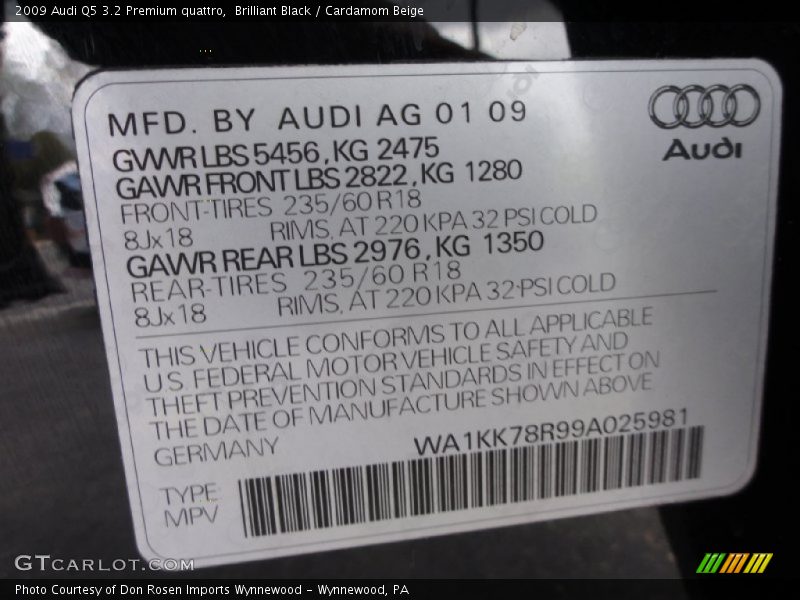 2009 Audi Q5 3.2 Premium quattro,  Brilliant Black / Cardamom Beige
MFD. BY AUDI AG 01 09
Audi
GVWR LBS 5456, KG 2475
GAWR FRONT LBS 2822, KG 1280
FRONT-TIRES 235/60 R18
8Jx18 RIMS, AT 220 KPA 32 PSI COLD
GAWR REAR LBS 2976, KG 1350
REAR-TIRES 235/60 R18
8Jx18 RIMS, AT 220 KPA 32 PSI COLD
THIS VEHICLE CONFORMS TO ALL APPLICABLE
U.S. FEDERAL MOTOR VEHICLE SAFETY AND
THEFT PREVENTION STANDARDS IN EFFECT ON
THE DATE OF MANUFACTURE SHOWN ABOVE
GERMANY WA1KK78R99A025981
TYPE
MPV
GTCARLOT.COM
Photo Courtesy of Don Rosen Imports Wynnewood - Wynnewood, PA